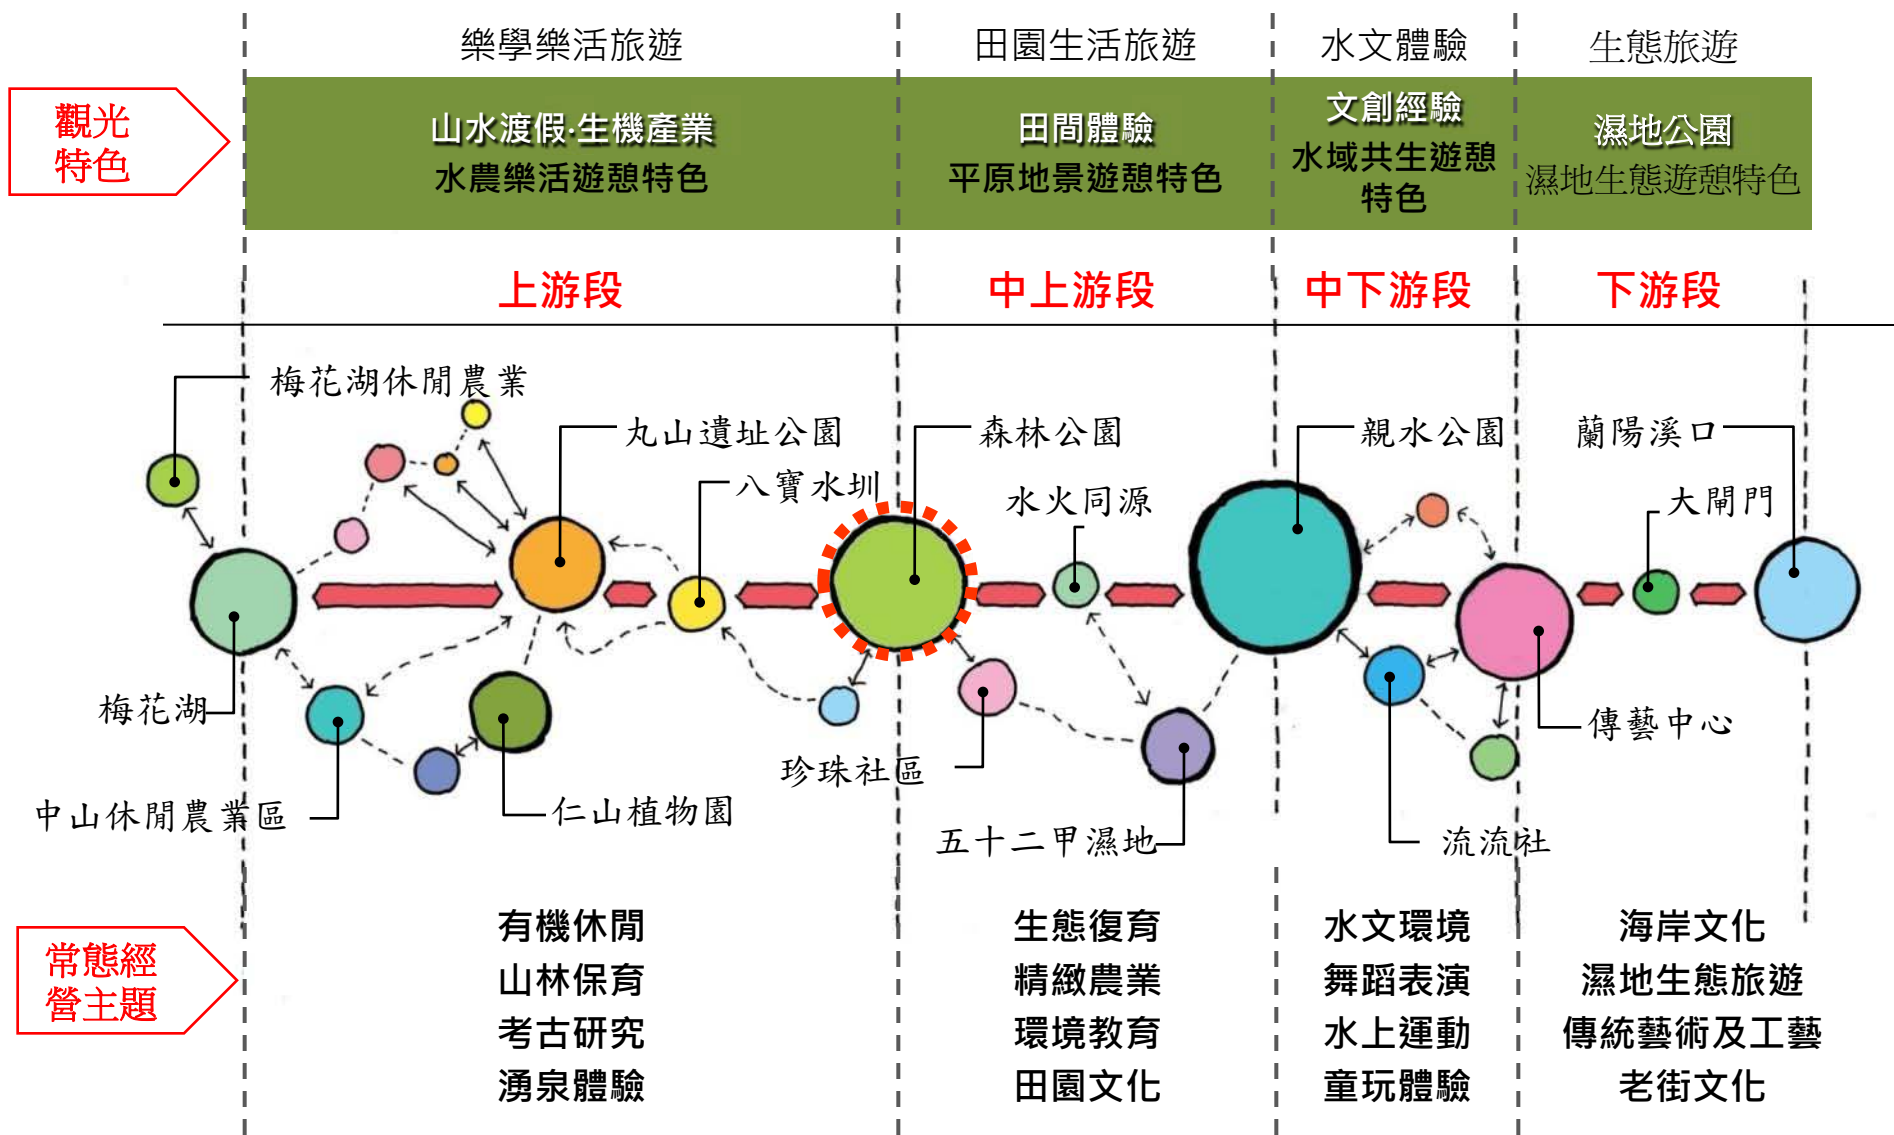 樂學樂活旅遊
田園生活旅遊
水文體驗
生態旅遊
觀光
特色
山水渡假·生機產業
水農樂活遊憩特色
田間體驗
平原地景遊憩特色
文創經驗
水域共生遊憩
特色
濕地公園
濕地生態遊憩特色
上游段
中上游段
中下游段
下游段
梅花湖休閒農業
丸山遺址公園
八寶水圳
森林公園
水火同源
親水公園
蘭陽溪口
大閘門
梅花湖
中山休閒農業區
仁山植物園
珍珠社區
五十二甲濕地
流流社
傳藝中心
常態經
營主題
有機休閒
山林保育
考古研究
湧泉體驗
生態復育
精緻農業
環境教育
田園文化
水文環境
舞蹈表演
水上運動
童玩體驗
海岸文化
濕地生態旅遊
傳統藝術及工藝
老街文化